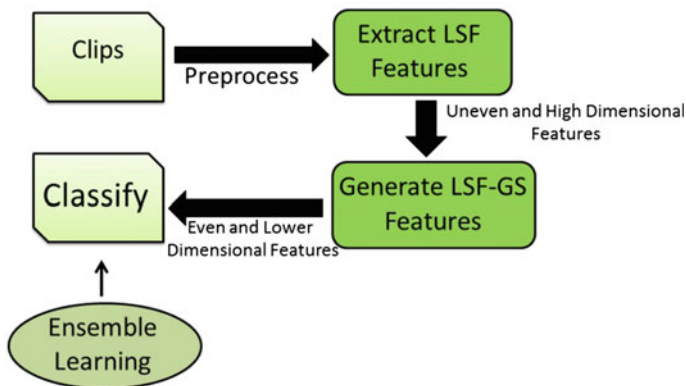 Clips
Preprocess
Extract LSF
Features
Uneven and High Dimensional
Features
Generate LSF-GS
Features
Even and Lower
Dimensional Features
Classify
Ensemble
Learning